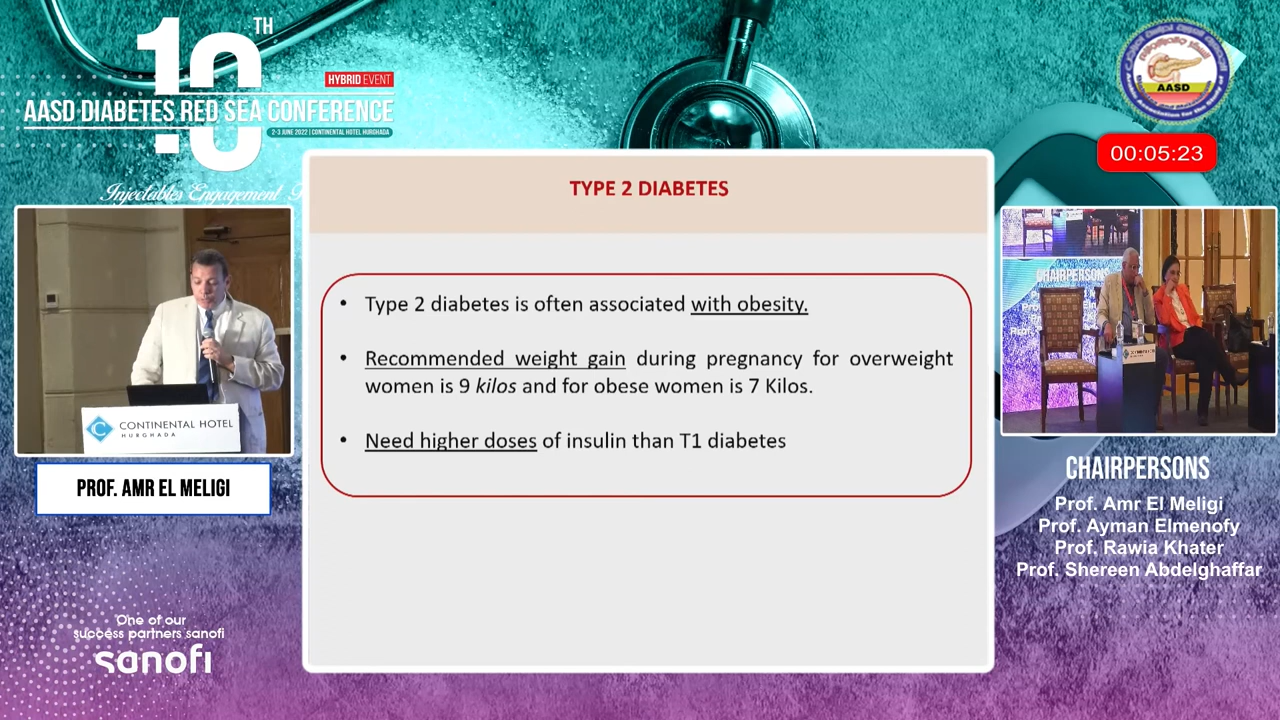 10 TH
HYBRID EVENT
AASD DIABETES RED SEA CONFERENCE
2-3 JUNE 2022 | CONTINENTAL HOTEL HURGHADA
Injectables Engagement
AASD
00:05:23
TYPE 2 DIABETES
• Type 2 diabetes is often associated with obesity.
• Recommended weight gain during pregnancy for overweight
women is 9 kilos and for obese women is 7 Kilos.
• Need higher doses of insulin than T1 diabetes
CONTINENTAL HOTEL
HURGHADA
PROF. AMR EL MELIGI
CHAIRPERSONS
CHAIRPERSONS
Prof. Amr El Meligi
Prof. Ayman Elmenofy
Prof. Rawia Khater
Prof. Shereen Abdelghaffar
One of our
success partners sanofi
sanofi